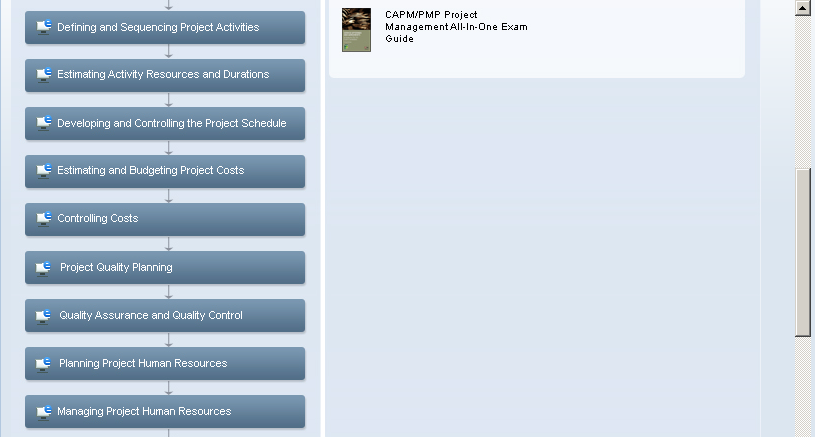 Defining and Sequencing Project Activities
Estimating Activity Resources and Durations
Developing and Controlling the Project Schedule
Estimating and Budgeting Project Costs
Controlling Costs
Project Quality Planning
Quality Assurance and Quality Control
Planning Project Human Resources
Managing Project Human Resources
CAPM/PMP Project
Management All-In-One Exam
Guide